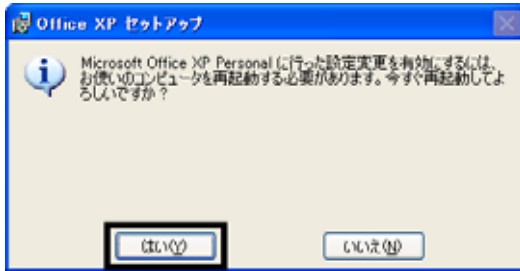 Office XP セットアップ
Microsoft Office XP Personal に行った設定変更を有効にするには、
お使いのコンピュータを再起動する必要があります。今すぐ再起動してよ
ろしいですか？
はい(Y)
いいえ(N)